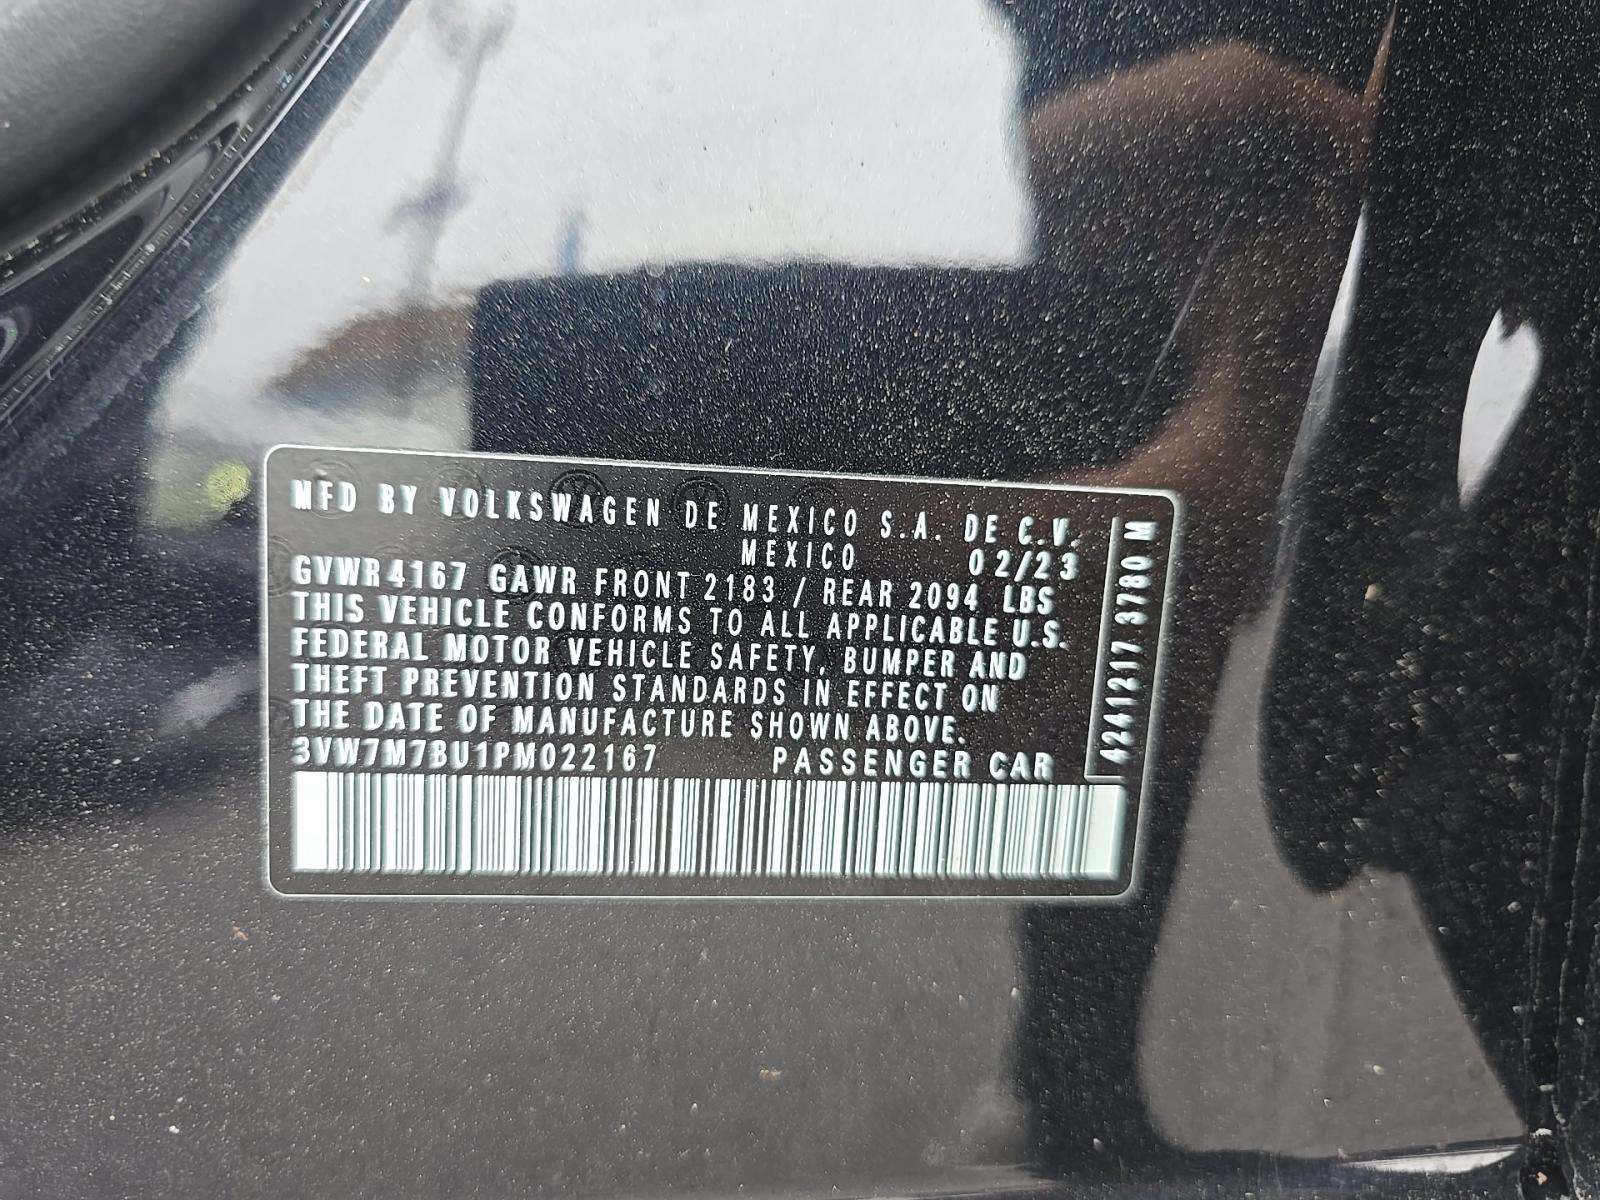 MFD BY VOLKSWAGEN DE MEXICO S.A. DE C.V.
MEXICO 02/23
GVWR 4167 GAWR FRONT 2183 / REAR 2094 LBS
THIS VEHICLE CONFORMS TO ALL APPLICABLE U.S.
FEDERAL MOTOR VEHICLE SAFETY, BUMPER AND
THEFT PREVENTION STANDARDS IN EFFECT ON
THE DATE OF MANUFACTURE SHOWN ABOVE.
3VW7M7BU1PM022167 PASSENGER CAR
4241217 3780 M